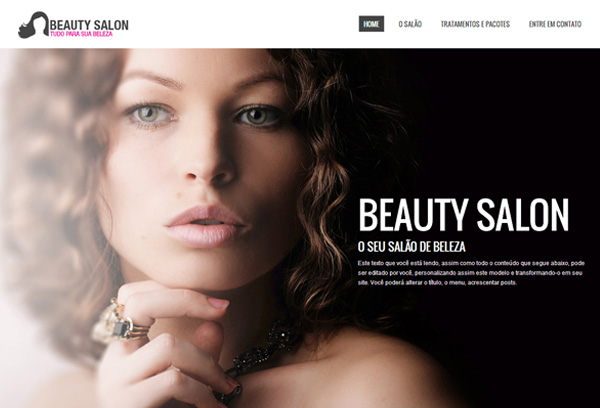 BEAUTY SALON
TUDO PARA SUA BELEZA
HOME
O SALÃO
TRATAMENTOS E PACOTES
ENTRE EM CONTATO
BEAUTY SALON
O SEU SALÃO DE BELEZA
Este texto que você está lendo, assim como todo o conteúdo que segue abaixo, pode
ser editado por você, personalizando assim este modelo e transformando-o em seu
site. Você poderá alterar o título, o menu, acrescentar posts.